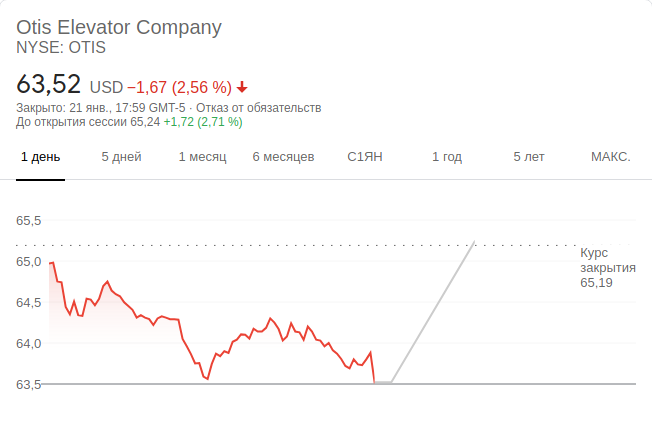 Otis Elevator Company
NYSE: OTIS
63,52 USD −1,67 (2,56 %)
Закрыто: 21 янв., 17:59 GMT-5 · Отказ от обязательств
До открытия сессии 65,24 +1,72 (2,71 %)
1 день 5 дней 1 месяц 6 месяцев С1ЯН 1 год 5 лет МАКС.
65,5
Курс
закрытия
65,19
65,0
64,5
64,0
63,5